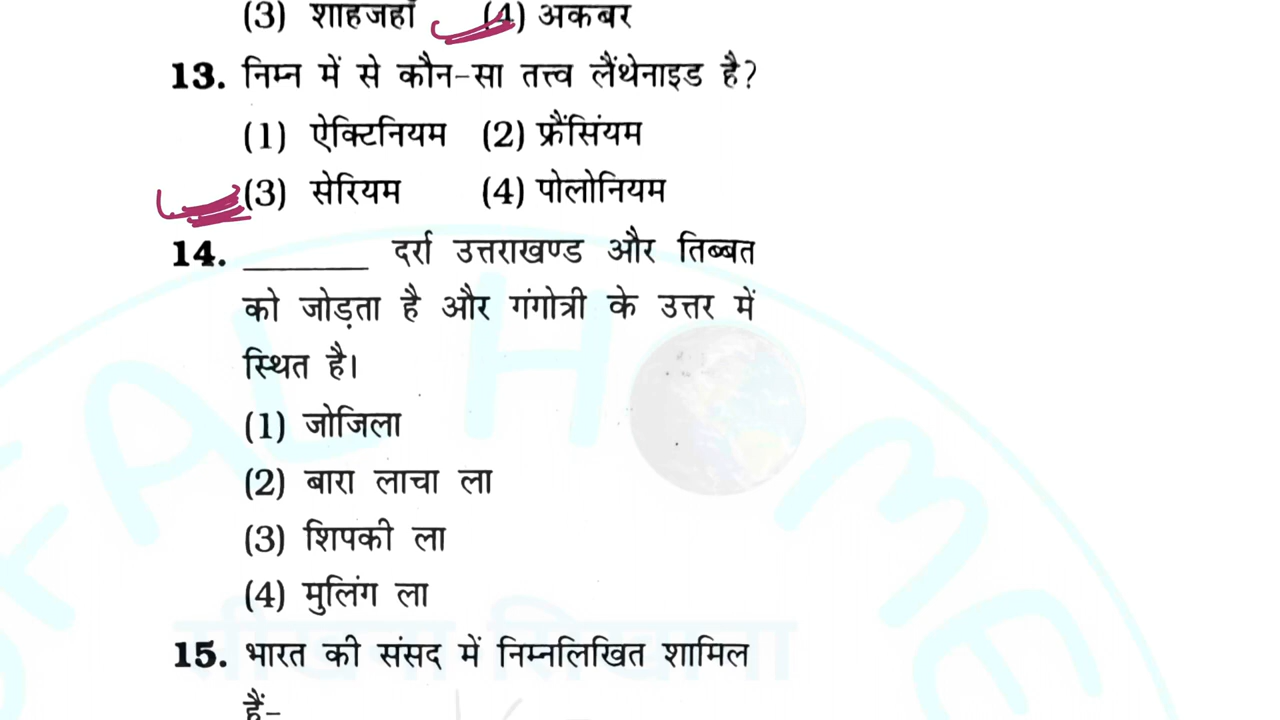 (3) शाहजहाँ (4) अकबर
13. निम्न में से कौन-सा तत्त्व लैंथेनाइड है?
(1) ऐक्टिनियम (2) फ्रैंसियम
(3) सेरियम (4) पोलोनियम
14. ________ दर्रा उत्तराखण्ड और तिब्बत
को जोड़ता है और गंगोत्री के उत्तर में
स्थित है।
(1) जोजिला
(2) बारा लाचा ला
(3) शिपकी ला
(4) मुलिंग ला
15. भारत की संसद में निम्नलिखित शामिल
हैं-